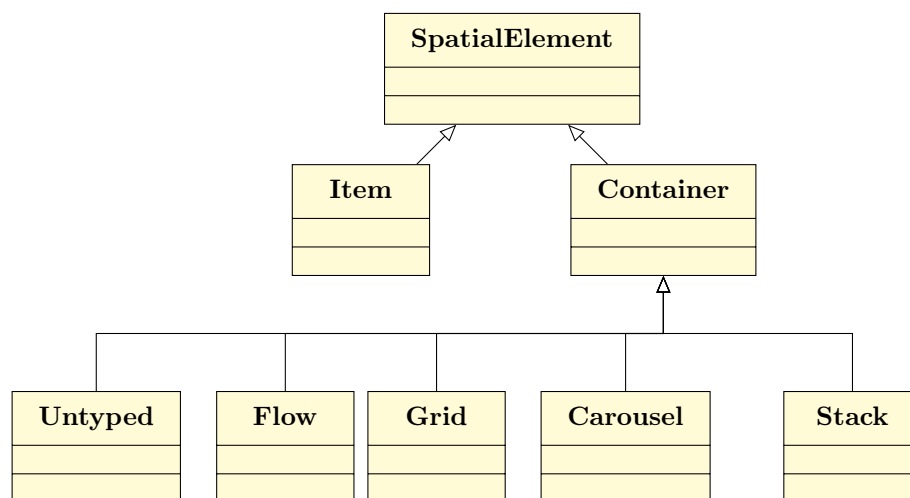 SpatialElement
Item
Container
Untyped
Flow
Grid
Carousel
Stack